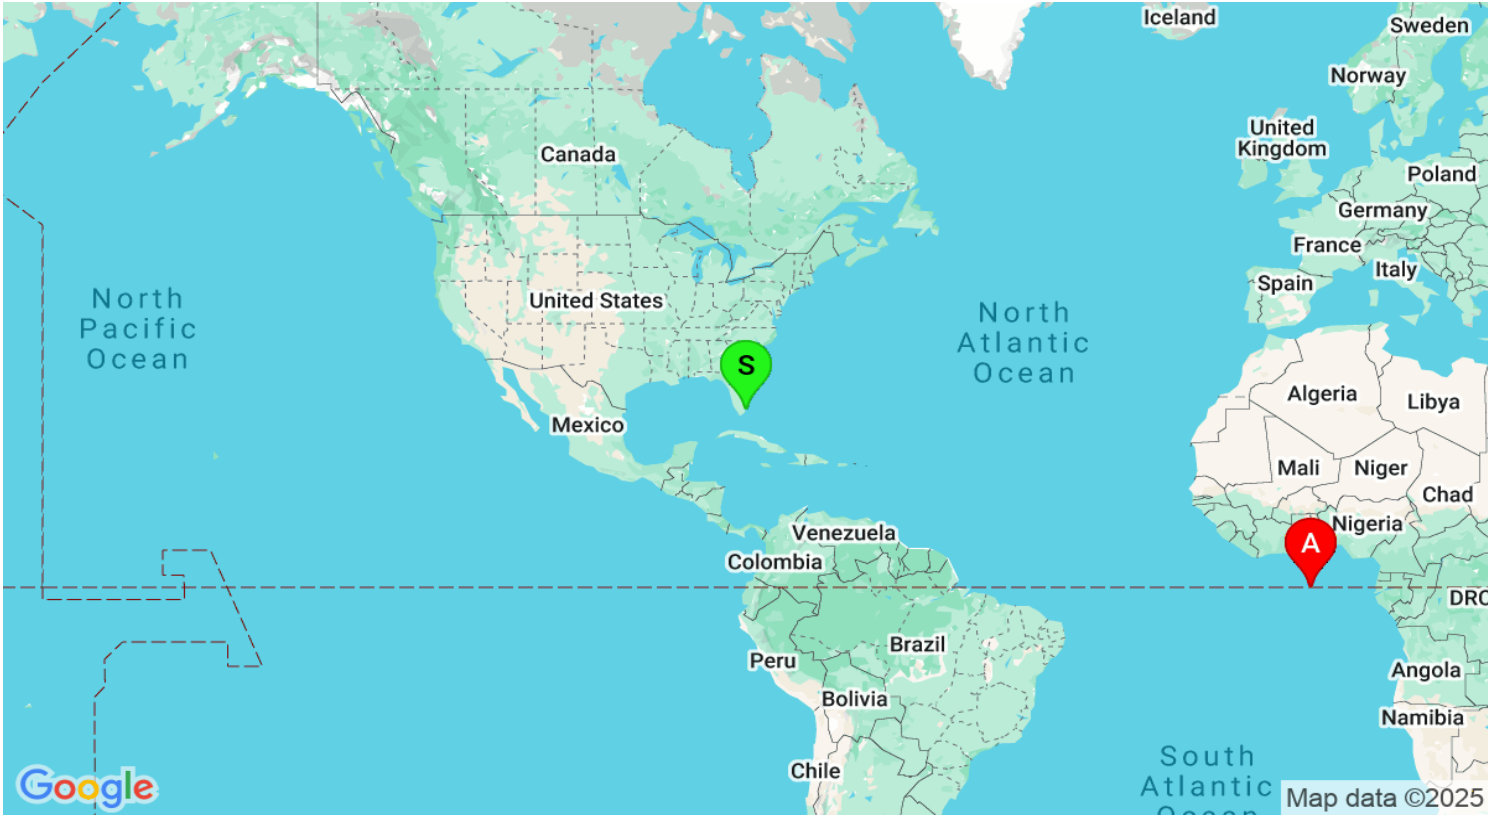 Iceland
Sweden
Norway
United
Kingdom
Canada
Poland
Germany
France
Italy
Spain
United States
North
Pacific
Ocean
North
Atlantic
Ocean
S
Algeria
Libya
Mexico
Mali
Niger
Chad
Nigeria
Venezuela
Colombia
A
DRC
Brazil
Peru
Angola
Bolivia
Namibia
Chile
South
Atlantic
Ocean
Google
Map data ©2025